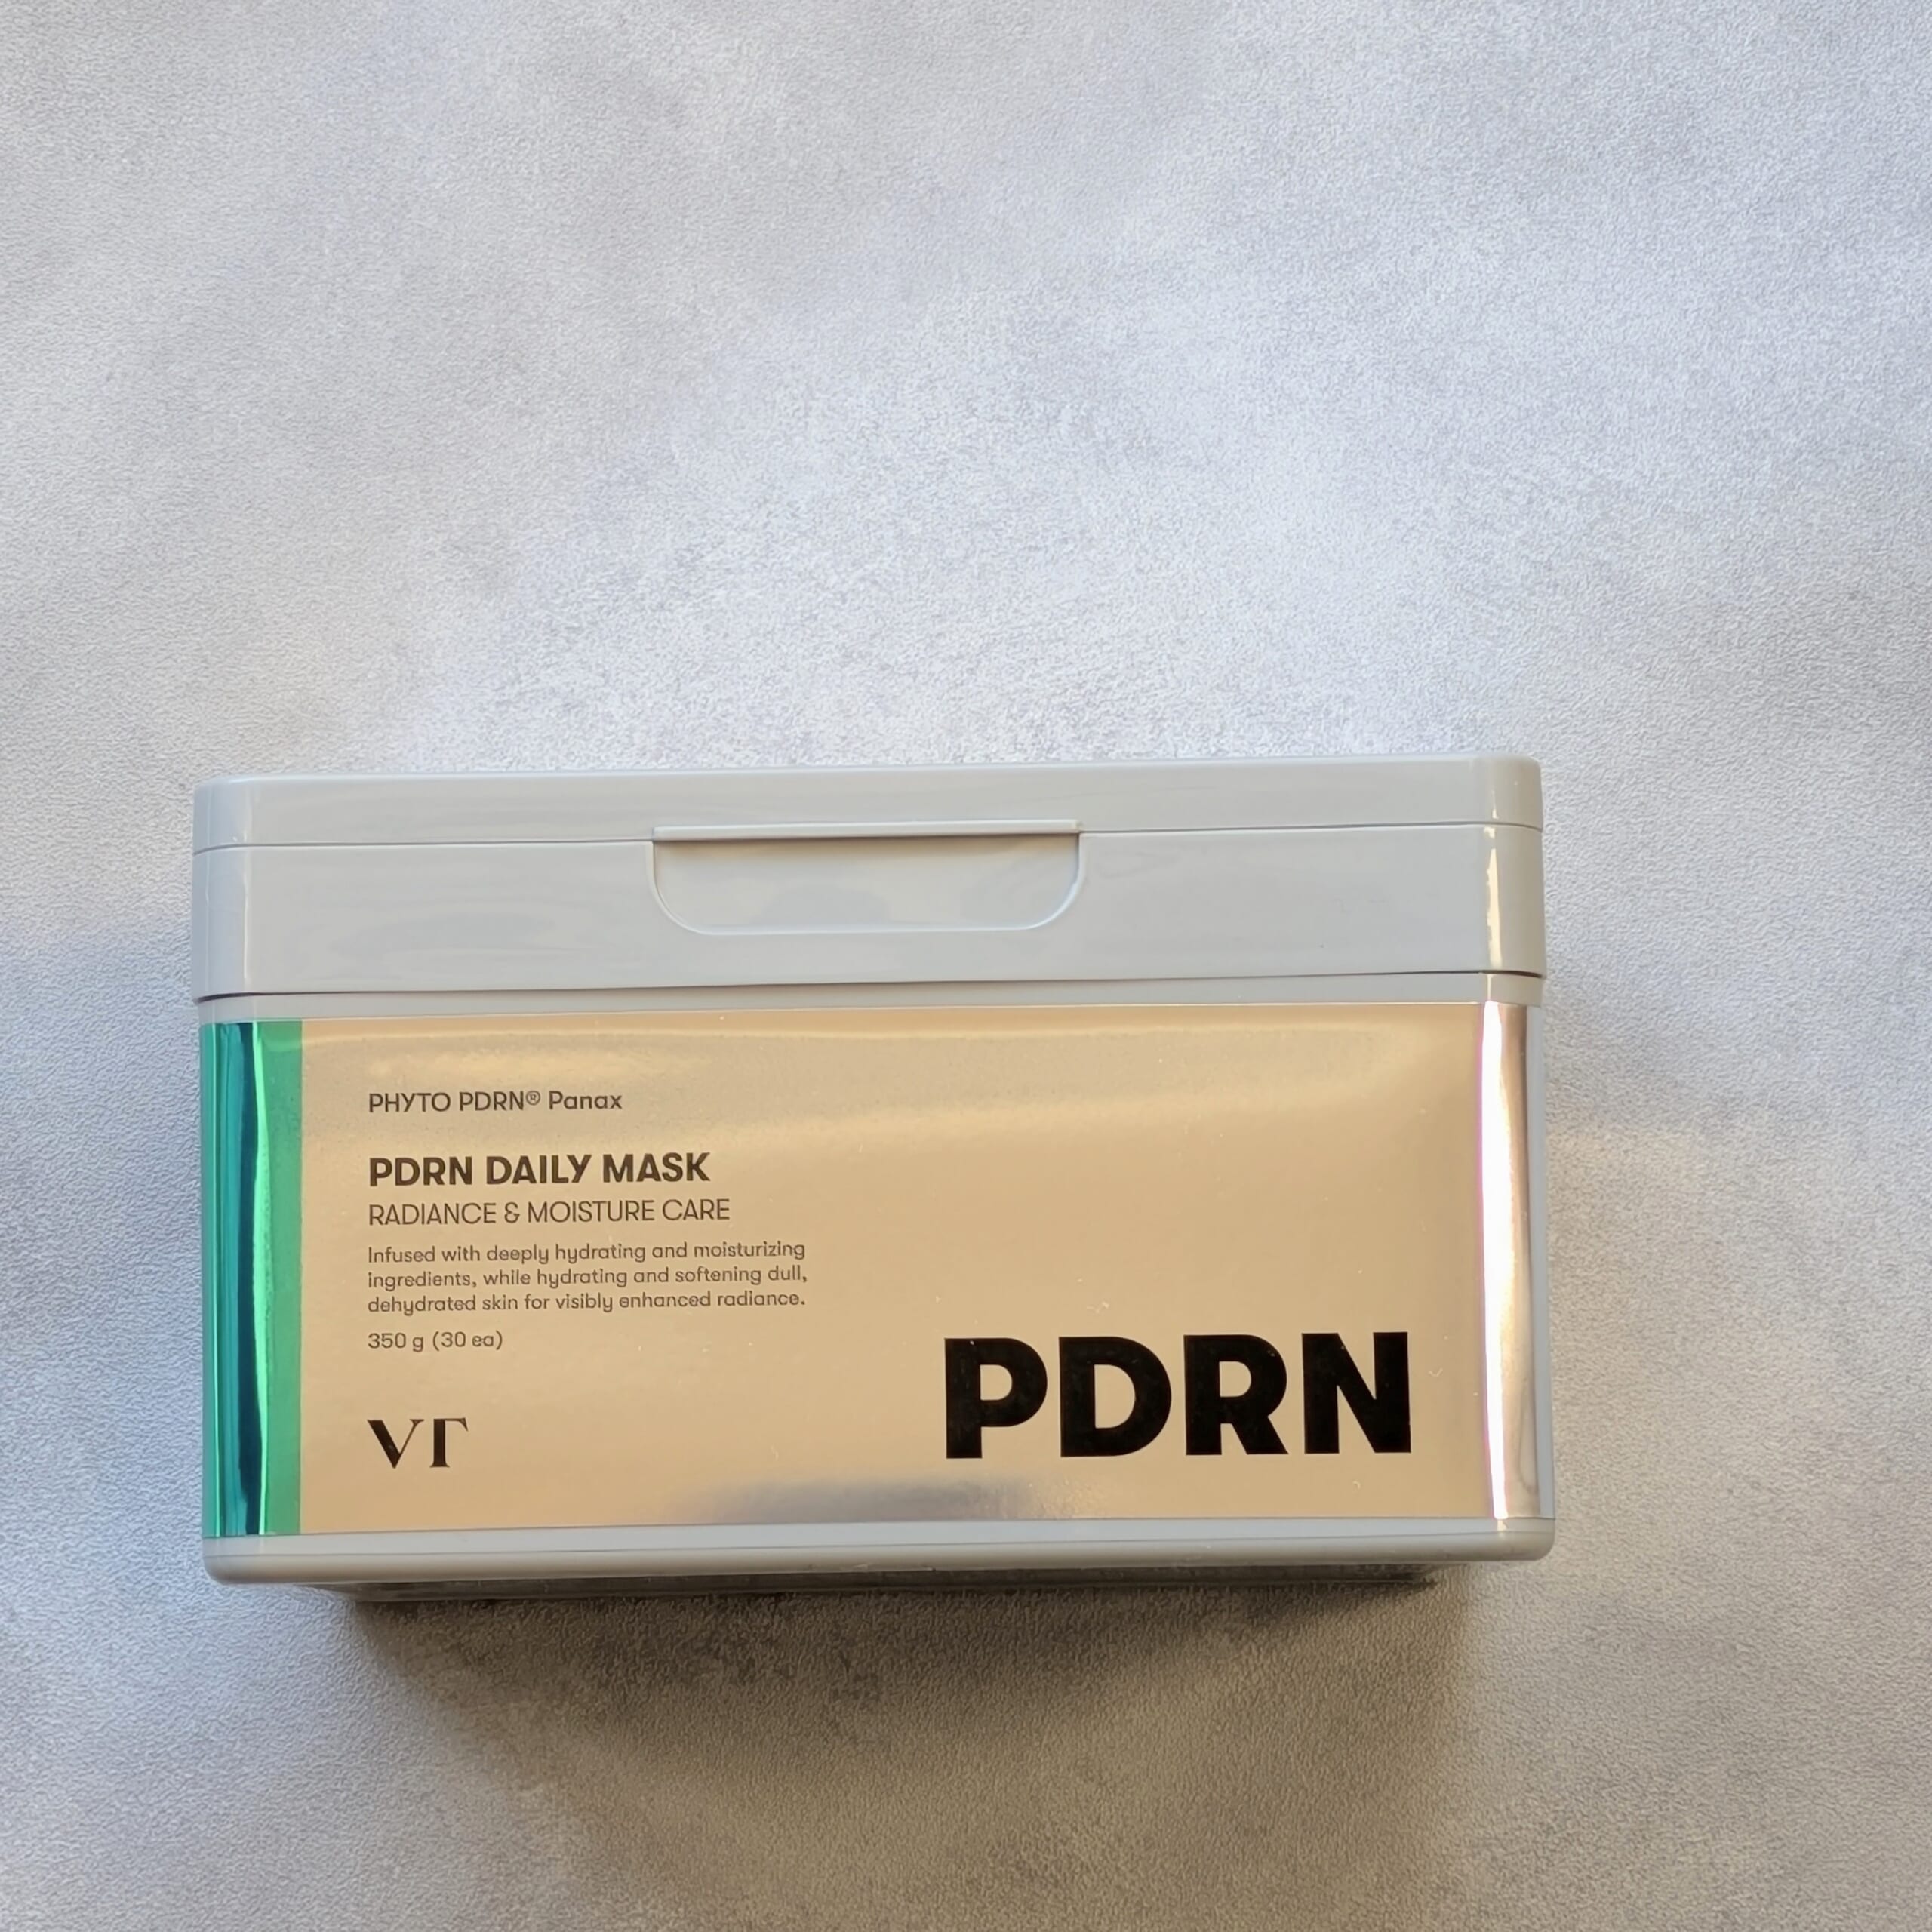 PHYTO PDRN® Panax
PDRN DAILY MASK
RADIANCE & MOISTURE CARE
Infused with deeply hydrating and moisturizing
ingredients, while hydrating and softening dull,
dehydrated skin for visibly enhanced radiance.
350 g (30 ea)
VT
PDRN